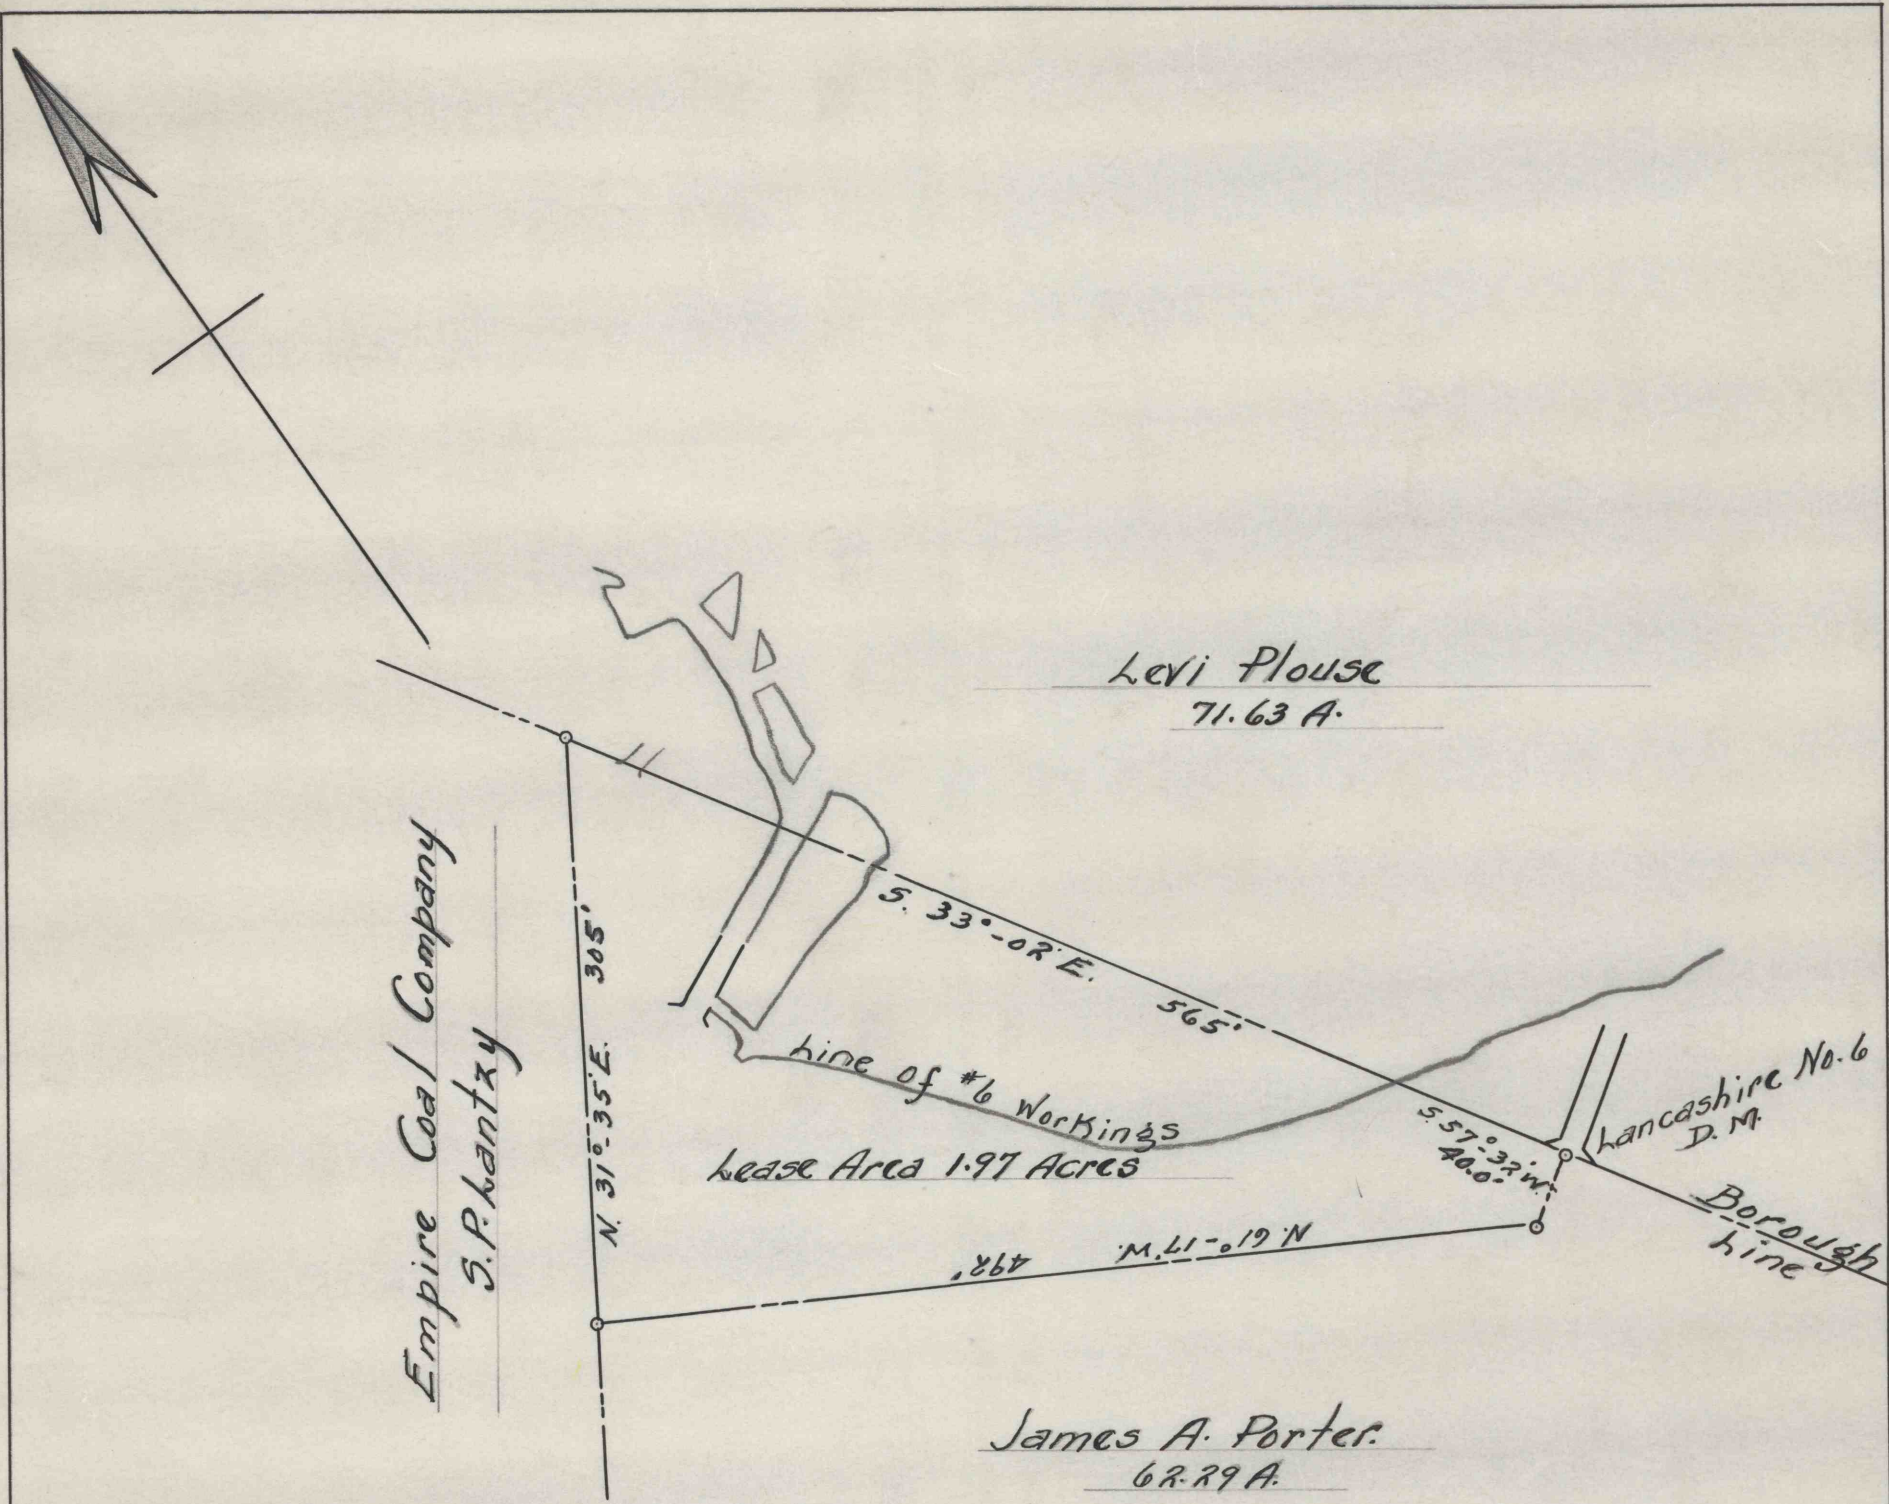 Levi Plouse
71.63 A.
Empire Coal Company
S.P. Lantzy
N. 31°-35' E. 305'
S. 33°-02' E. 565'
Line of #6 Workings
Lease Area 1.97 Acres
S. 57°-32' W.
40.0'
Lancashire No. 6
D. M.
Borough
Line
N. 61°-17' W. 492'
James A. Porter.
62.29 A.